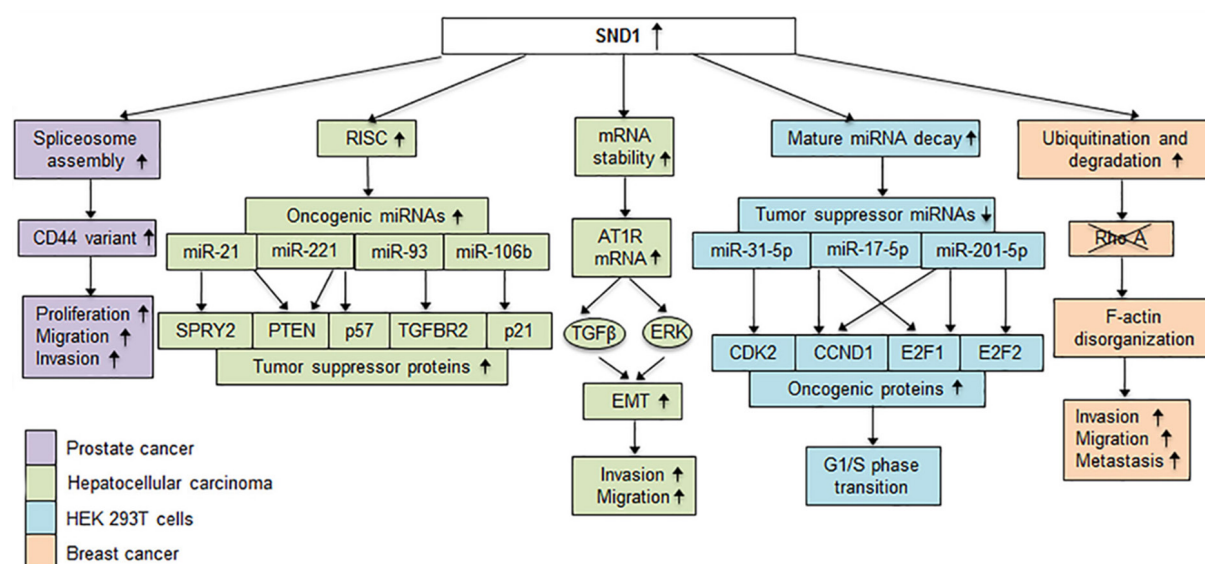 SND1 ↑
Spliceosome
assembly ↑
CD44 variant ↑
Proliferation ↑
Migration ↑
Invasion ↑
RISC ↑
Oncogenic miRNAs ↑
miR-21 miR-221 miR-93 miR-106b
SPRY2 PTEN p57 TGFBR2 p21
Tumor suppressor proteins ↑
mRNA
stability ↑
AT1R
mRNA ↑
TGFβ ERK
EMT ↑
Invasion ↑
Migration ↑
Mature miRNA decay ↑
Tumor suppressor miRNAs ↓
miR-31-5p miR-17-5p miR-201-5p
CDK2 CCND1 E2F1 E2F2
Oncogenic proteins ↑
G1/S phase
transition
Ubiquitination and
degradation ↑
Rho A
F-actin
disorganization
Invasion ↑
Migration ↑
Metastasis ↑
Prostate cancer
Hepatocellular carcinoma
HEK 293T cells
Breast cancer